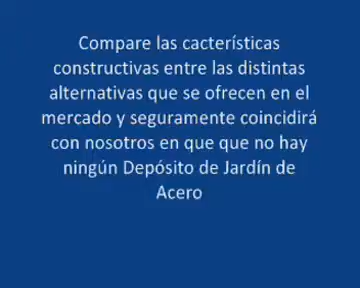 Compare las cacterísticas
constructivas entre las distintas
alternativas que se ofrecen en el
mercado y seguramente coincidirá
con nosotros en que que no hay
ningún Depósito de Jardín de
Acero